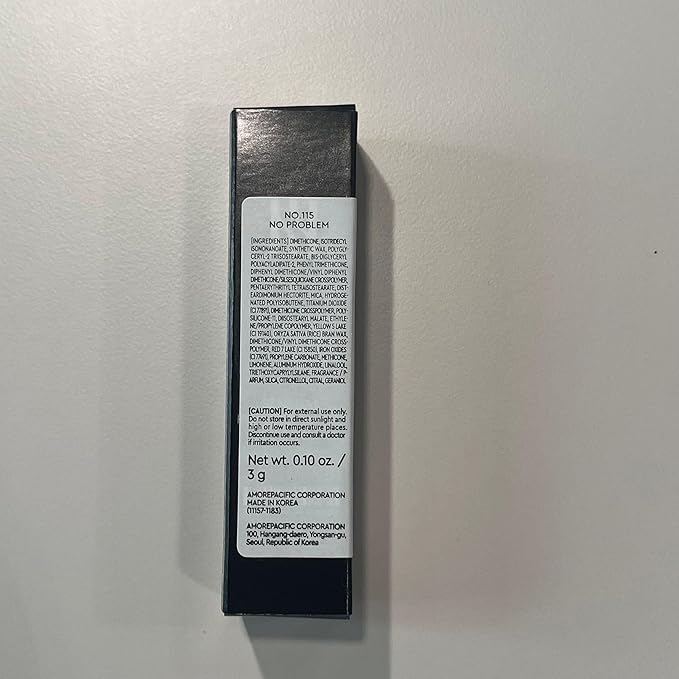 NO.115
NO PROBLEM
[INGREDIENTS] DIMETHICONE, ISOTRIDECYL
ISONONANOATE, SYNTHETIC WAX, POLYGLY-
CERYL-2 TRIISOSTEARATE, BIS-DIGLYCERYL
POLYACYLADIPATE-2, PHENYL TRIMETHICONE,
DIPHENYL DIMETHICONE/VINYL DIPHENYL
DIMETHICONE/SILSESQUIOXANE CROSSPOLYMER,
PENTAERYTHRITYL TETRAISOSTEARATE, DIST-
EARDIMONIUM HECTORITE, MICA, HYDROGE-
NATED POLYISOBUTENE, TITANIUM DIOXIDE
(CI 77891), DIMETHICONE CROSSPOLYMER, POLY-
SILICONE-11, DIISOSTEARYL MALATE, ETHYLE-
NE/PROPYLENE COPOLYMER, YELLOW 5 LAKE
(CI 19140), ORYZA SATIVA (RICE) BRAN WAX,
DIMETHICONE/VINYL DIMETHICONE CROSS-
POLYMER, RED 7 LAKE (CI 15850), IRON OXIDES
(CI 77491), PROPYLENE CARBONATE, METHICONE,
LIMONENE, ALUMINUM HYDROXIDE, LINALOOL,
TRIETHOXYCAPRYLYLSILANE, FRAGRANCE / P-
ARFUM, SILICA, CITRONELLOL, CITRAL, GERANIOL
[CAUTION] For external use only.
Do not store in direct sunlight and
high or low temperature places.
Discontinue use and consult a doctor
if irritation occurs.
Net wt. 0.10 oz. /
3 g
AMOREPACIFIC CORPORATION
MADE IN KOREA
(11157-1183)
AMOREPACIFIC CORPORATION
100, Hangang-daero, Yongsan-gu,
Seoul, Republic of Korea